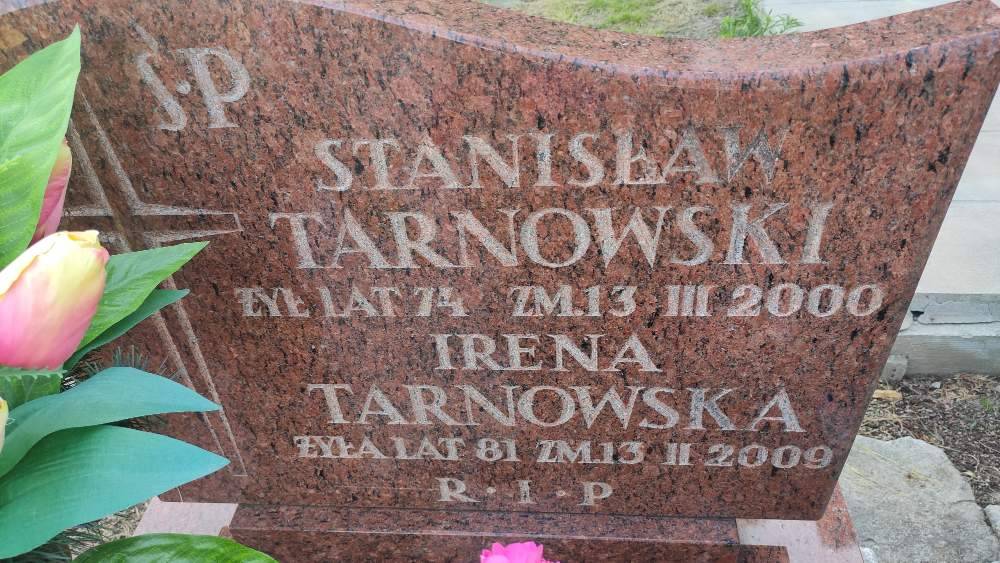 Ś.P
STANISŁAW
TARNOWSKI
ŻYŁ LAT 74 ZM.13 III 2000
IRENA
TARNOWSKA
ŻYŁA LAT 81 ZM.13 II 2009
R · I · P